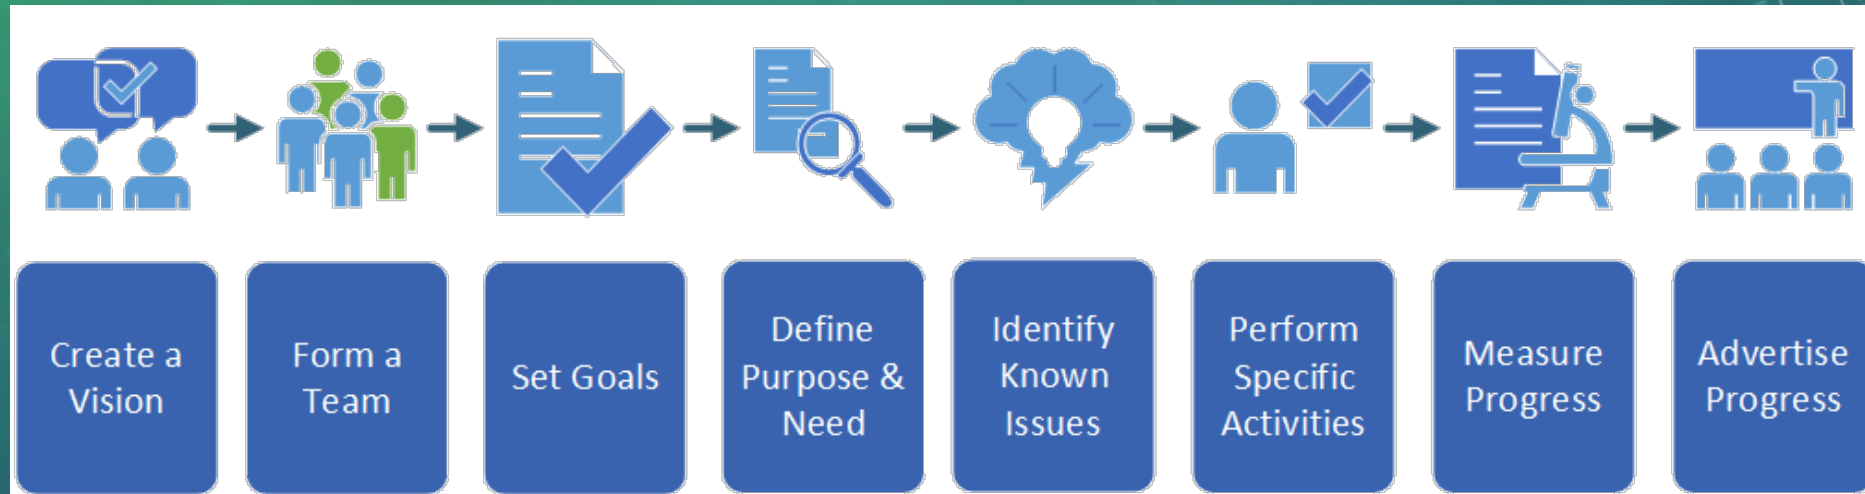 Create a
Vision
Form a
Team
Set Goals
Define
Purpose &
Need
Identify
Known
Issues
Perform
Specific
Activities
Measure
Progress
Advertise
Progress